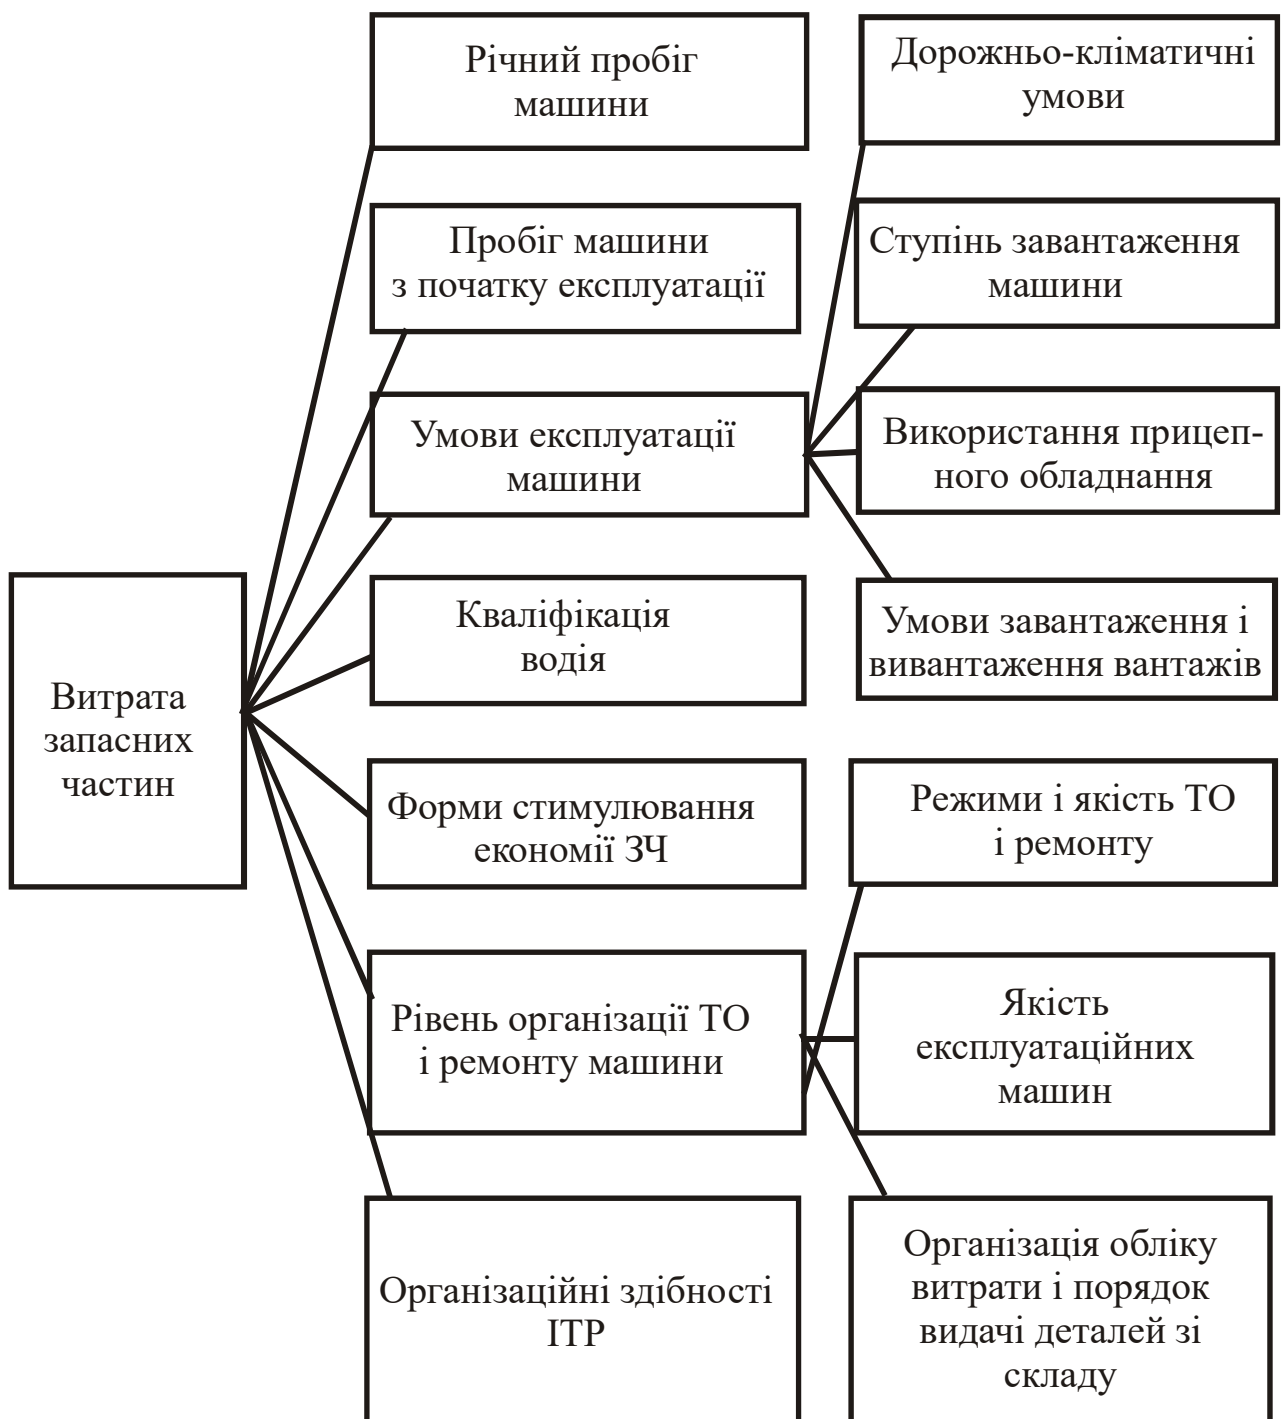 Річний пробіг
машини
Дорожньо-кліматичні
умови
Пробіг машини
з початку експлуатації
Ступінь завантаження
машини
Умови експлуатації
машини
Використання прицеп-
ного обладнання
Кваліфікація
водія
Умови завантаження і
вивантаження вантажів
Витрата
запасних
частин
Форми стимулювання
економії ЗЧ
Режими і якість ТО
і ремонту
Рівень організації ТО
і ремонту машини
Якість
експлуатаційних
машин
Організаційні здібності
ІТР
Організація обліку
витрати і порядок
видачі деталей зі
складу